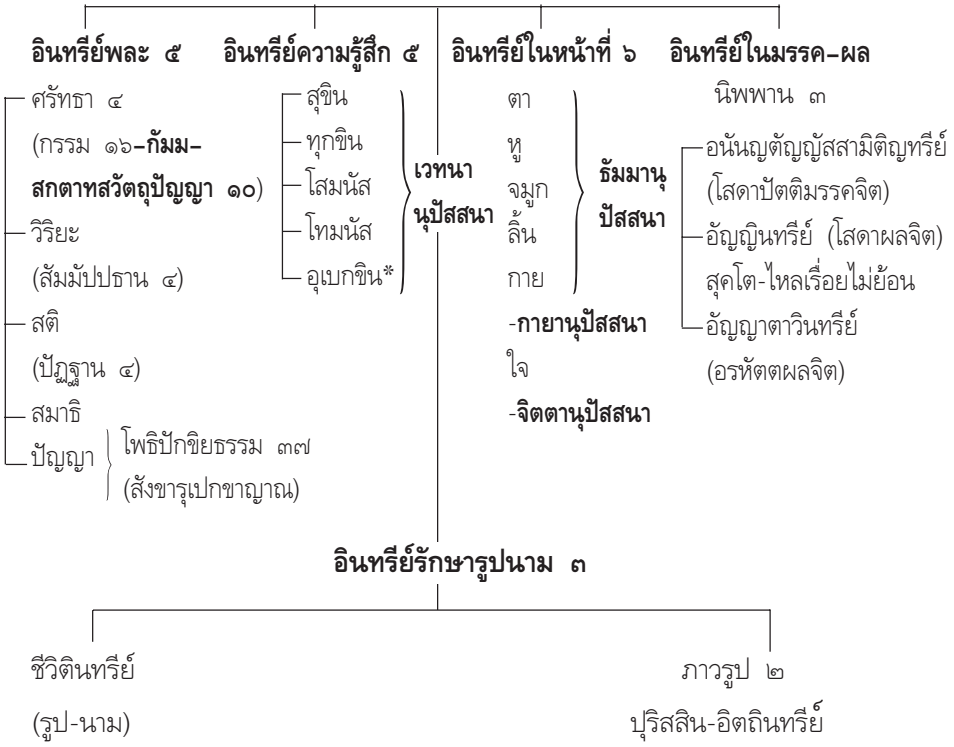 อินทรีย์พละ ๕
ศรัทธา ๔
(กรรม ๑๖–กัมม–
สกตาทสวัตถุปัญญา ๑๐)
วิริยะ
(สัมมัปปธาน ๔)
สติ
(ปัฏฐาน ๔)
สมาธิ
ปัญญา
โพธิปักขิยธรรม ๓๗
(สังขารุเปกขาญาณ)
อินทรีย์ความรู้สึก ๕
สุขิน
ทุกขิน
โสมนัส
โทมนัส
อุเบกขิน*
เวทนา
นุปัสสนา
อินทรีย์ในหน้าที่ ๖
ตา
หู
จมูก
ลิ้น
กาย
-กายานุปัสสนา
ใจ
-จิตตานุปัสสนา
ธัมมานุ
ปัสสนา
อินทรีย์ในมรรค–ผล
นิพพาน ๓
อนันญตัญญัสสามิติญทรีย์
(โสดาปัตติมรรคจิต)
อัญญินทรีย์ (โสดาผลจิต)
สุคโต-ไหลเรื่อยไม่ย้อน
อัญญาตาวินทรีย์
(อรหัตตผลจิต)
อินทรีย์รักษารูปนาม ๓
ชีวิตินทรีย์
(รูป-นาม)
ภาวรูป ๒
ปุริสสิน-อิตถินทรีย์